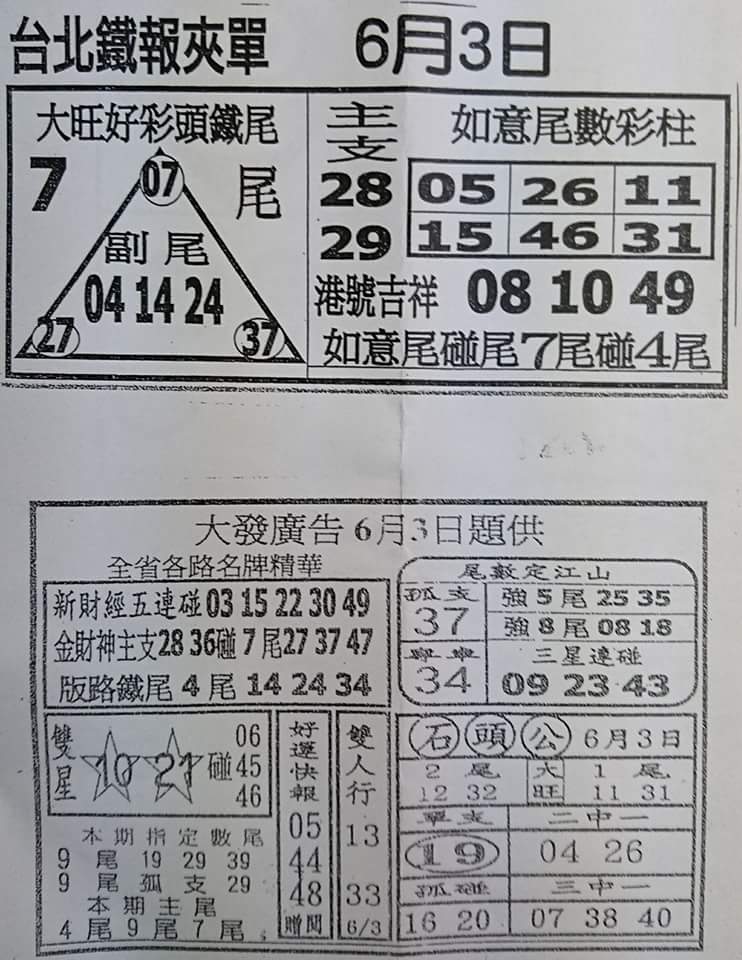 台北鐵報夾單 6月3日
大旺好彩頭鐵尾
7 07 尾
副尾
04 14 24
27 37
主支
28
29
如意尾數彩柱
05 26 11
15 46 31
港號吉祥 08 10 49
如意尾碰尾7尾碰4尾
大發廣告6月3日題供
全省各路名牌精華
新財經五連碰03 15 22 30 49
金財神主支28 36碰7尾27 37 47
版路鐵尾4尾14 24 34
尾數定江山
孤支
37
強5尾25 35
強8尾08 18
34
三星連碰
09 23 43
雙星 10 21 碰 06 45 46
本期指定數尾
9尾 19 29 39
9尾孤支29
本期主尾
4尾9尾7尾
好運快報
05
44
48
贈閱
雙人行
13
33
6/3
石頭公 6月3日
2尾
12 32
大旺
1尾
11 31
單支
19
二中一
04 26
孤碰
16 20
三中一
07 38 40